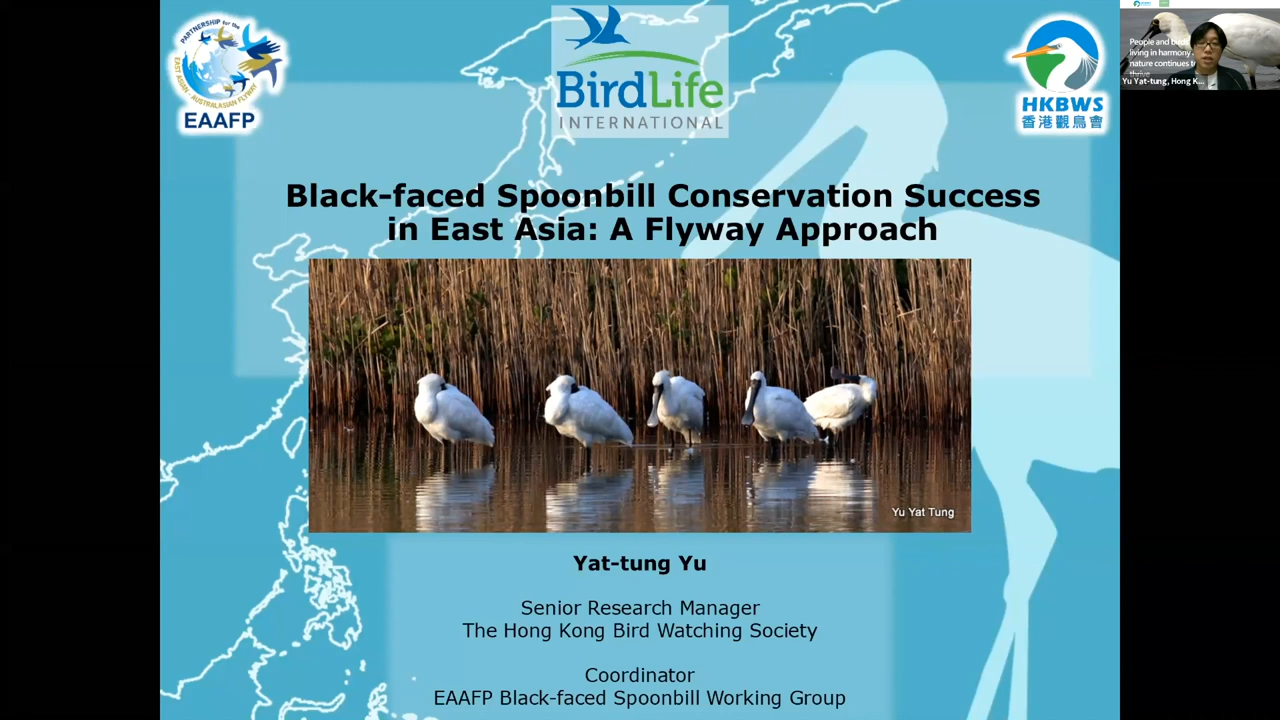 PARTNERSHIP for the
EAST ASIAN - AUSTRALASIAN FLYWAY
EAAFP
BirdLife
INTERNATIONAL
HKBWS
香港觀鳥會
People and bird
living in harmony
nature continues t
thrive
Yu Yat-tung, Hong K...
Black-faced Spoonbill Conservation Success
in East Asia: A Flyway Approach
Yu Yat Tung
Yat-tung Yu
Senior Research Manager
The Hong Kong Bird Watching Society
Coordinator
EAAFP Black-faced Spoonbill Working Group